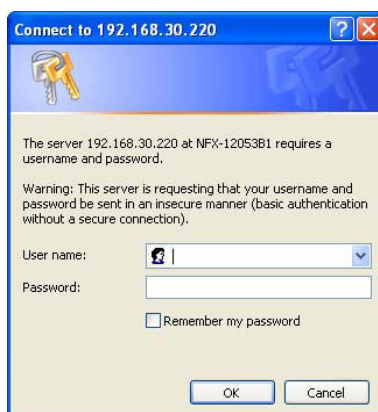 Connect to 192.168.30.220
The server 192.168.30.220 at NFX-12053B1 requires a
username and password.
Warning: This server is requesting that your username and
password be sent in an insecure manner (basic authentication
without a secure connection).
User name:
Password:
Remember my password
OK
Cancel